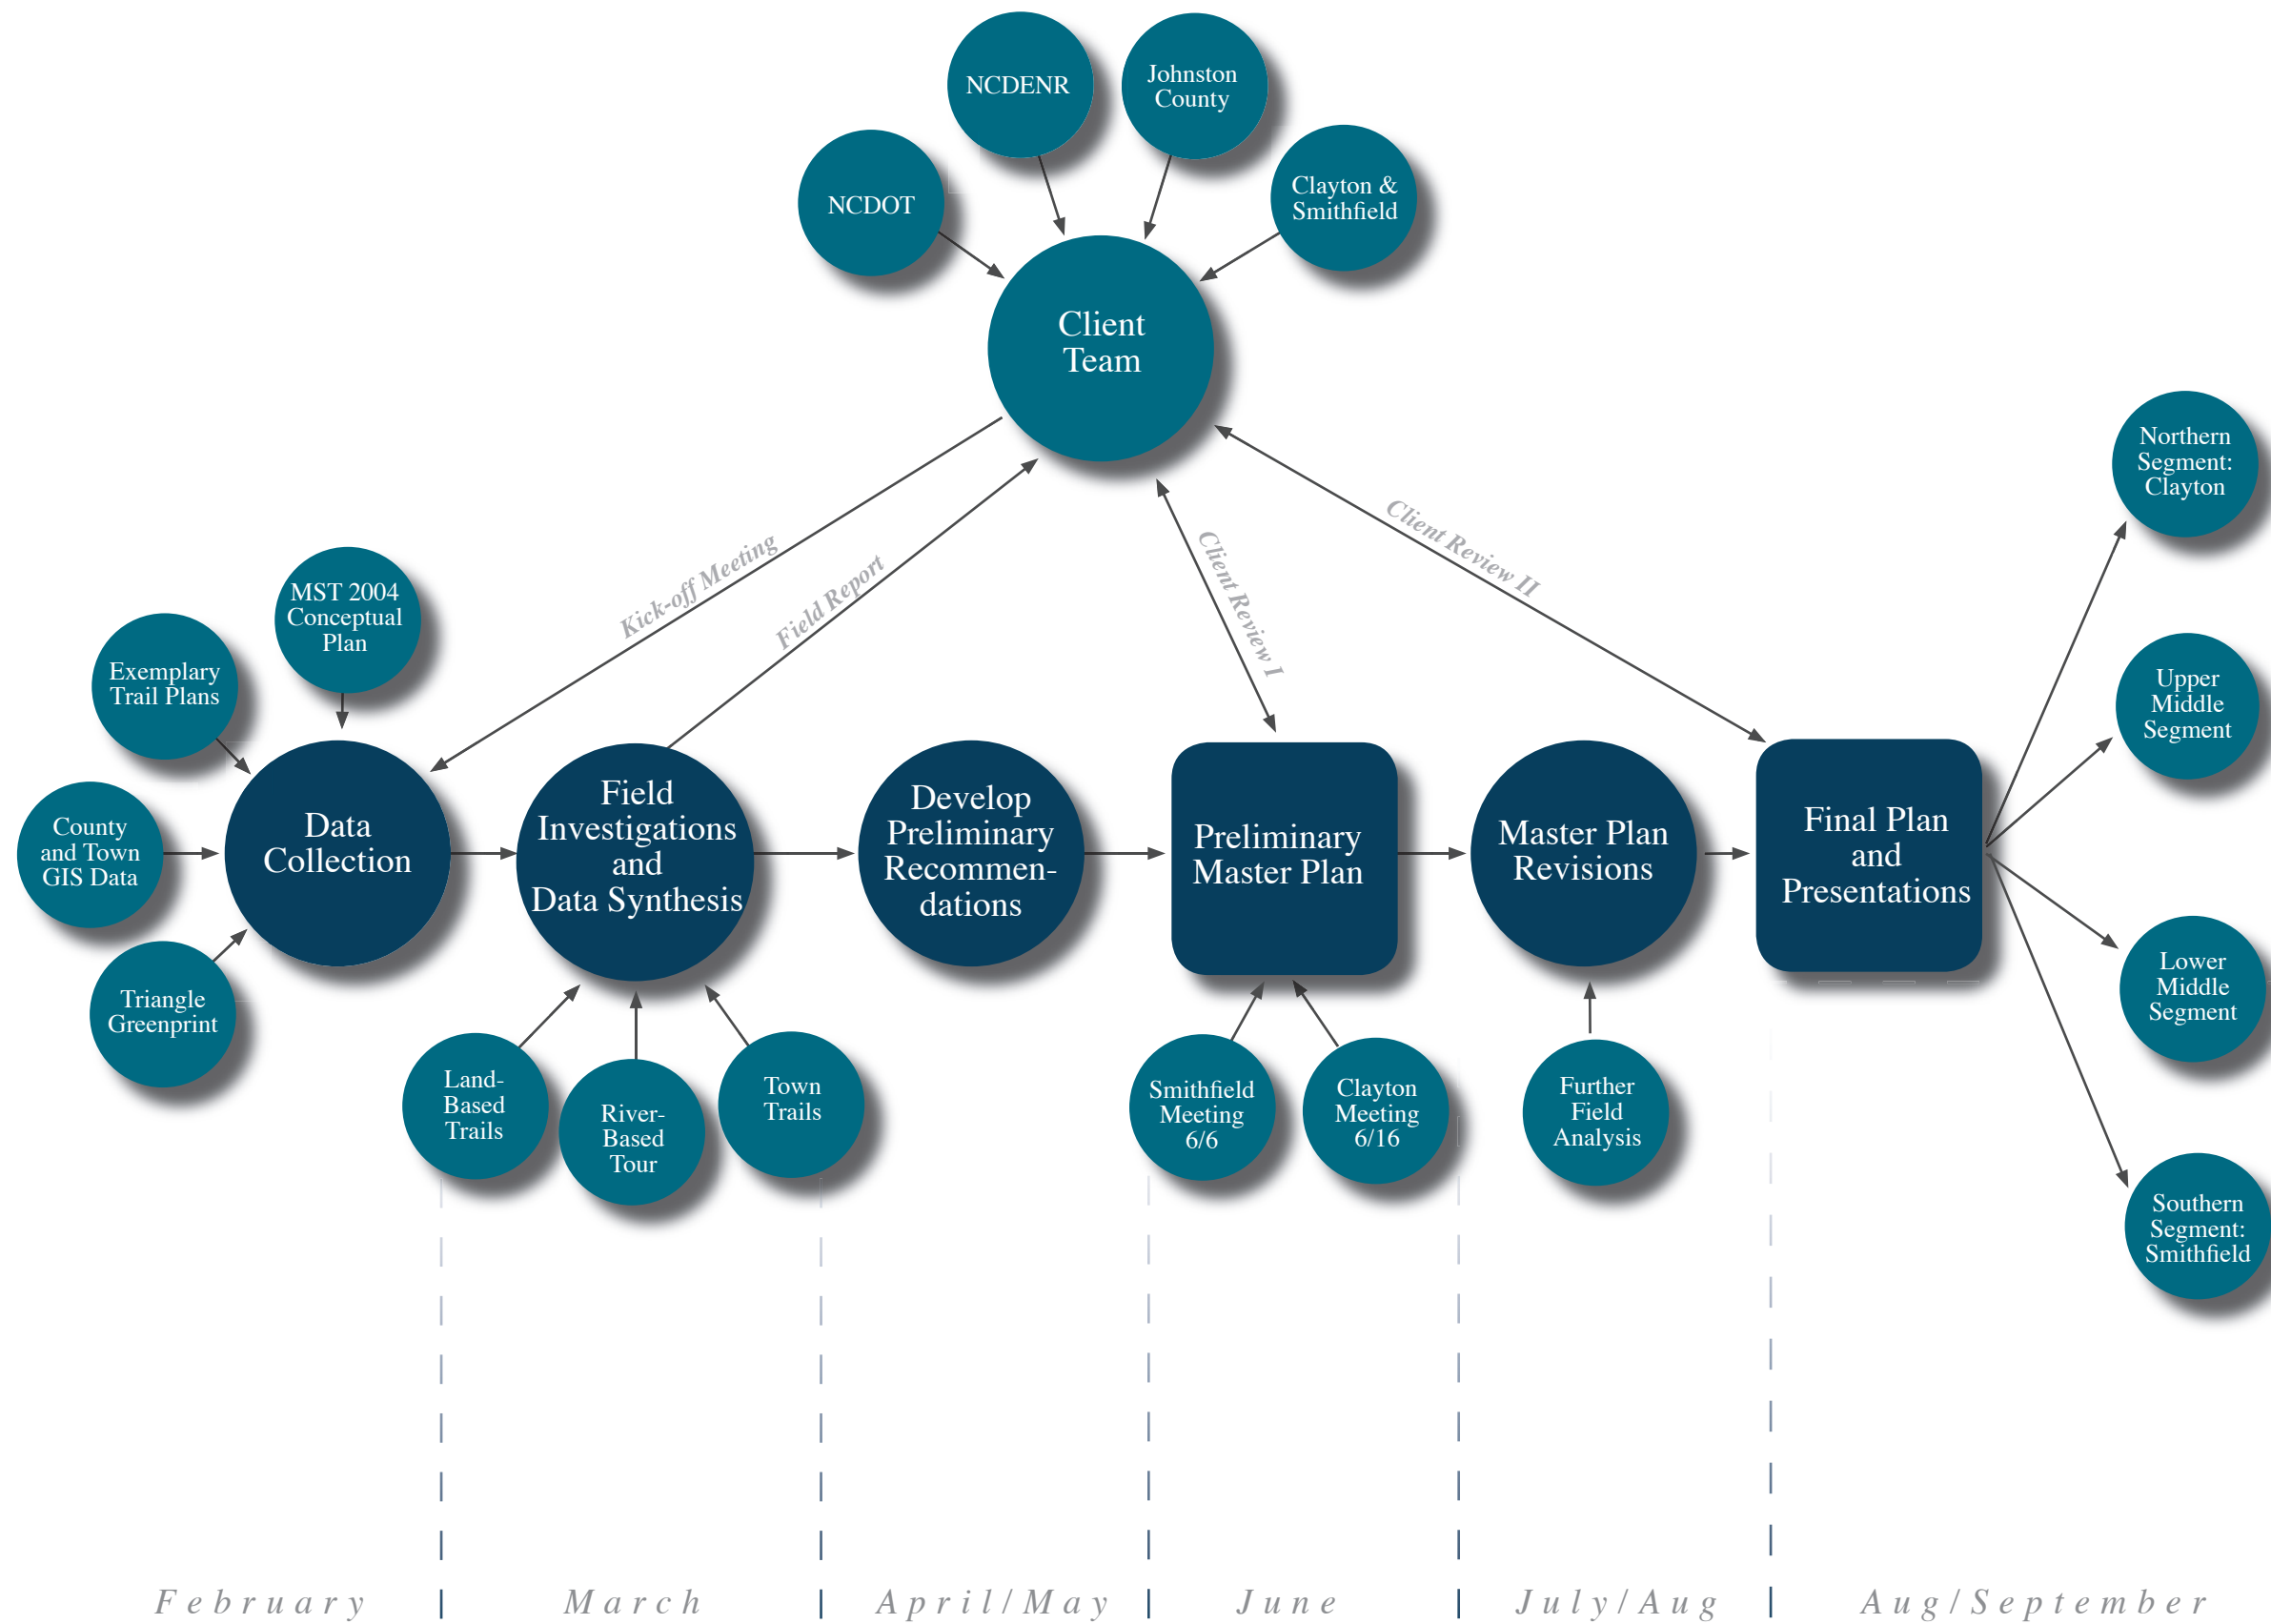 NCDENR
Johnston
County
NCDOT
Clayton &
Smithfield
Client
Team
Kick-off Meeting
Field Report
Client Review I
Client Review II
MST 2004
Conceptual
Plan
Exemplary
Trail Plans
County
and Town
GIS Data
Triangle
Greenprint
Data
Collection
Field
Investigations
and
Data Synthesis
Develop
Preliminary
Recommen-
dations
Preliminary
Master Plan
Master Plan
Revisions
Final Plan
and
Presentations
Northern
Segment:
Clayton
Upper
Middle
Segment
Lower
Middle
Segment
Southern
Segment:
Smithfield
Land-
Based
Trails
River-
Based
Tour
Town
Trails
Smithfield
Meeting
6/6
Clayton
Meeting
6/16
Further
Field
Analysis
February
March
April/May
June
July/Aug
Aug/September